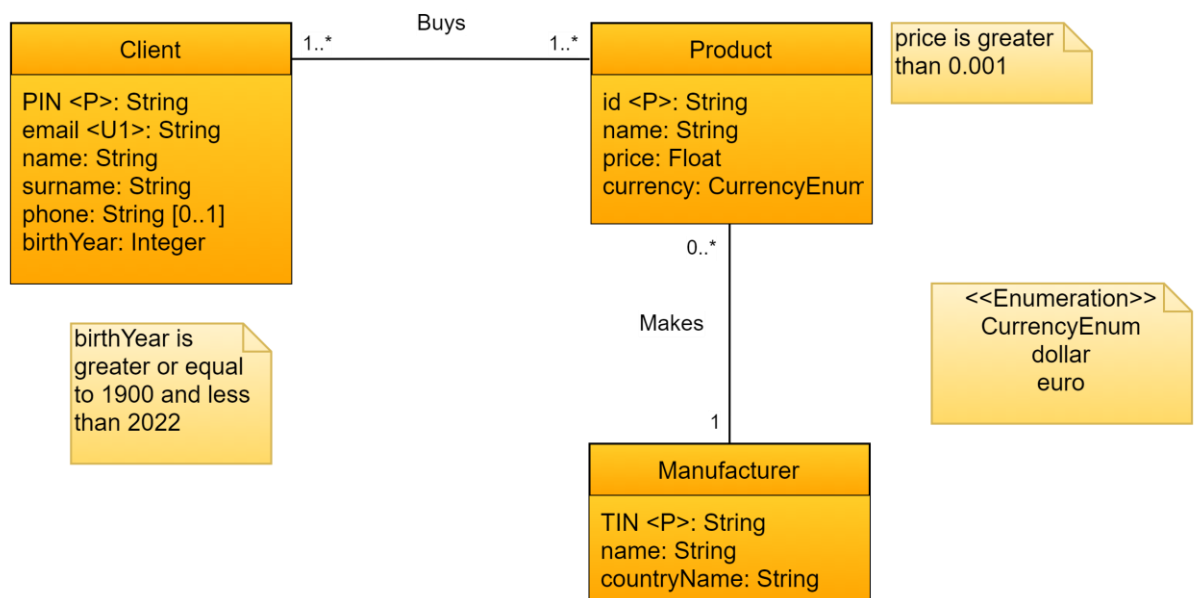 Client
PIN <P>: String
email <U1>: String
name: String
surname: String
phone: String [0..1]
birthYear: Integer
1..*
Buys
1..*
Product
id <P>: String
name: String
price: Float
currency: CurrencyEnum
price is greater
than 0.001
birthYear is
greater or equal
to 1900 and less
than 2022
0..*
Makes
1
<<Enumeration>>
CurrencyEnum
dollar
euro
Manufacturer
TIN <P>: String
name: String
countryName: String